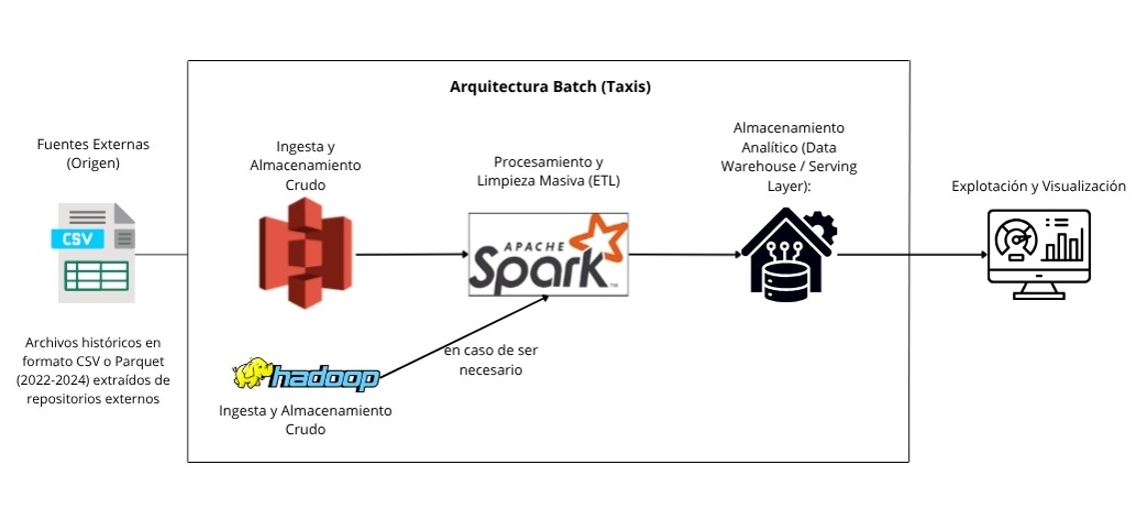 Arquitectura Batch (Taxis)
Fuentes Externas
(Origen)
CSV
Archivos históricos en
formato CSV o Parquet
(2022-2024) extraídos de
repositorios externos
Ingesta y
Almacenamiento
Crudo
Procesamiento y
Limpieza Masiva (ETL)
APACHE
Spark™
Almacenamiento
Analítico (Data
Warehouse / Serving
Layer):
Explotación y Visualización
hadoop
Ingesta y Almacenamiento
Crudo
en caso de ser
necesario